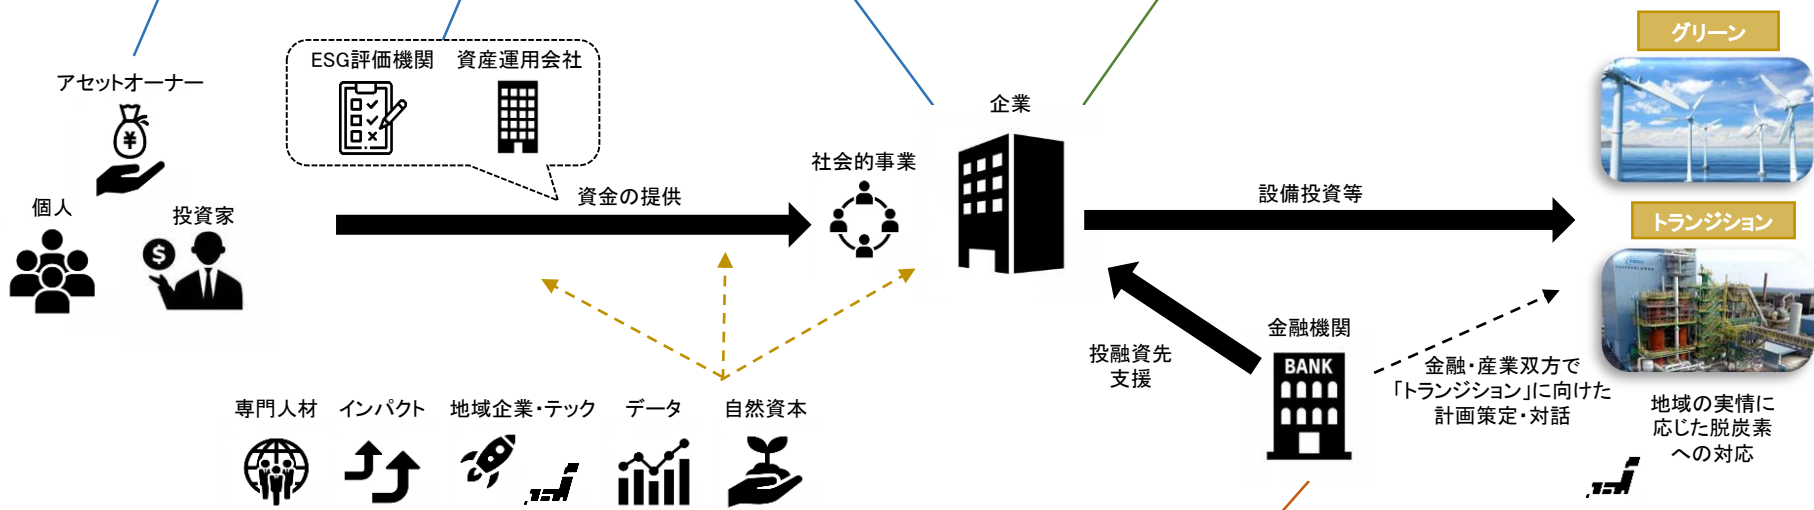 アセットオーナー
¥
個人
投資家
$
ESG評価機関
資産運用会社
資金の提供
社会的事業
企業
設備投資等
グリーン
トランジション
地域の実情に
応じた脱炭素
への対応
金融機関
BANK
投融資先
支援
金融・産業双方で
「トランジション」に向けた
計画策定・対話
専門人材
インパクト
地域企業・テック
データ
自然資本